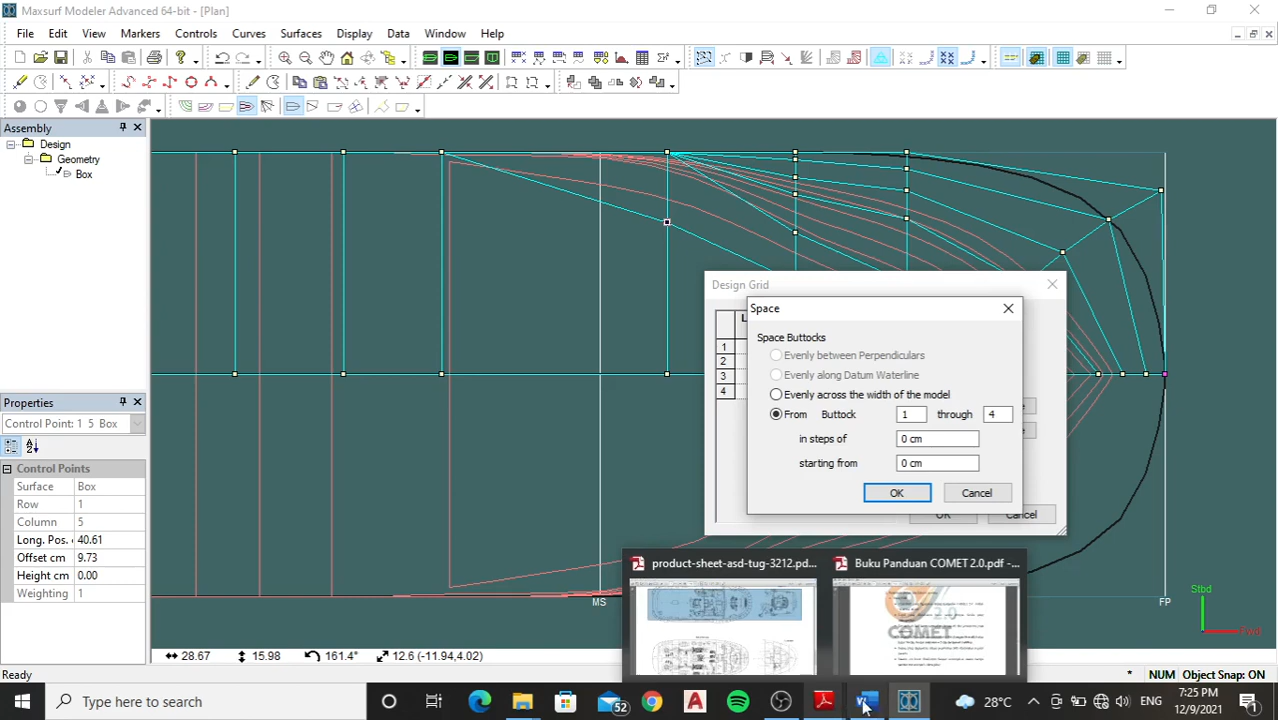 Maxsurf Modeler Advanced 64-bit - [Plan]
File Edit View Markers Controls Curves Surfaces Display Data Window Help
Assembly
Design
Geometry
Box
Properties
Control Point: 1 5 Box
Control Points
Surface Box
Row 1
Column 5
Long. Pos. 40.61
Offset cm 9.73
Height cm 0.00
Weighting 1
Design Grid
1
2
3
4
OK Cancel
Space
Space Buttocks
Evenly between Perpendiculars
Evenly along Datum Waterline
Evenly across the width of the model
From Buttock 1 through 4
in steps of 0 cm
starting from 0 cm
OK Cancel
MS
FP
Stbd
Fwd
product-sheet-asd-tug-3212.pd...
Buku Panduan COMET 2.0.pdf -...
2.0
COMET
15.98 161.4° 12.6 (-11.94,4.02)
Ready NUM Object Snap: ON
Type here to search
52
28°C
ENG
7:25 PM
12/9/2021
1